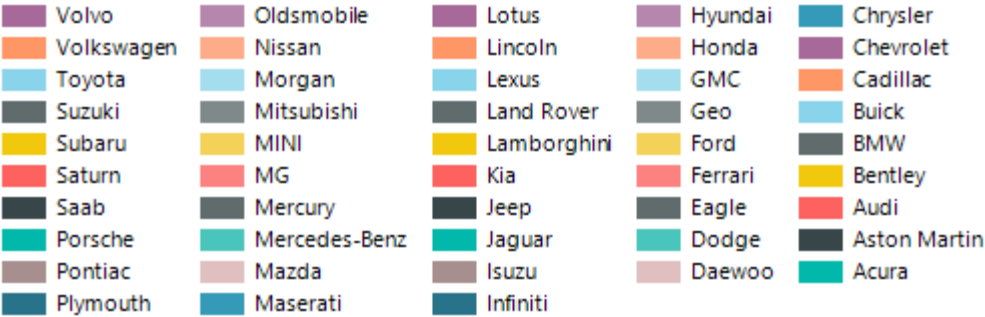 Volvo
Oldsmobile
Lotus
Hyundai
Chrysler
Volkswagen
Nissan
Lincoln
Honda
Chevrolet
Toyota
Morgan
Lexus
GMC
Cadillac
Suzuki
Mitsubishi
Land Rover
Geo
Buick
Subaru
MINI
Lamborghini
Ford
BMW
Saturn
MG
Kia
Ferrari
Bentley
Saab
Mercury
Jeep
Eagle
Audi
Porsche
Mercedes-Benz
Jaguar
Dodge
Aston Martin
Pontiac
Mazda
Isuzu
Daewoo
Acura
Plymouth
Maserati
Infiniti